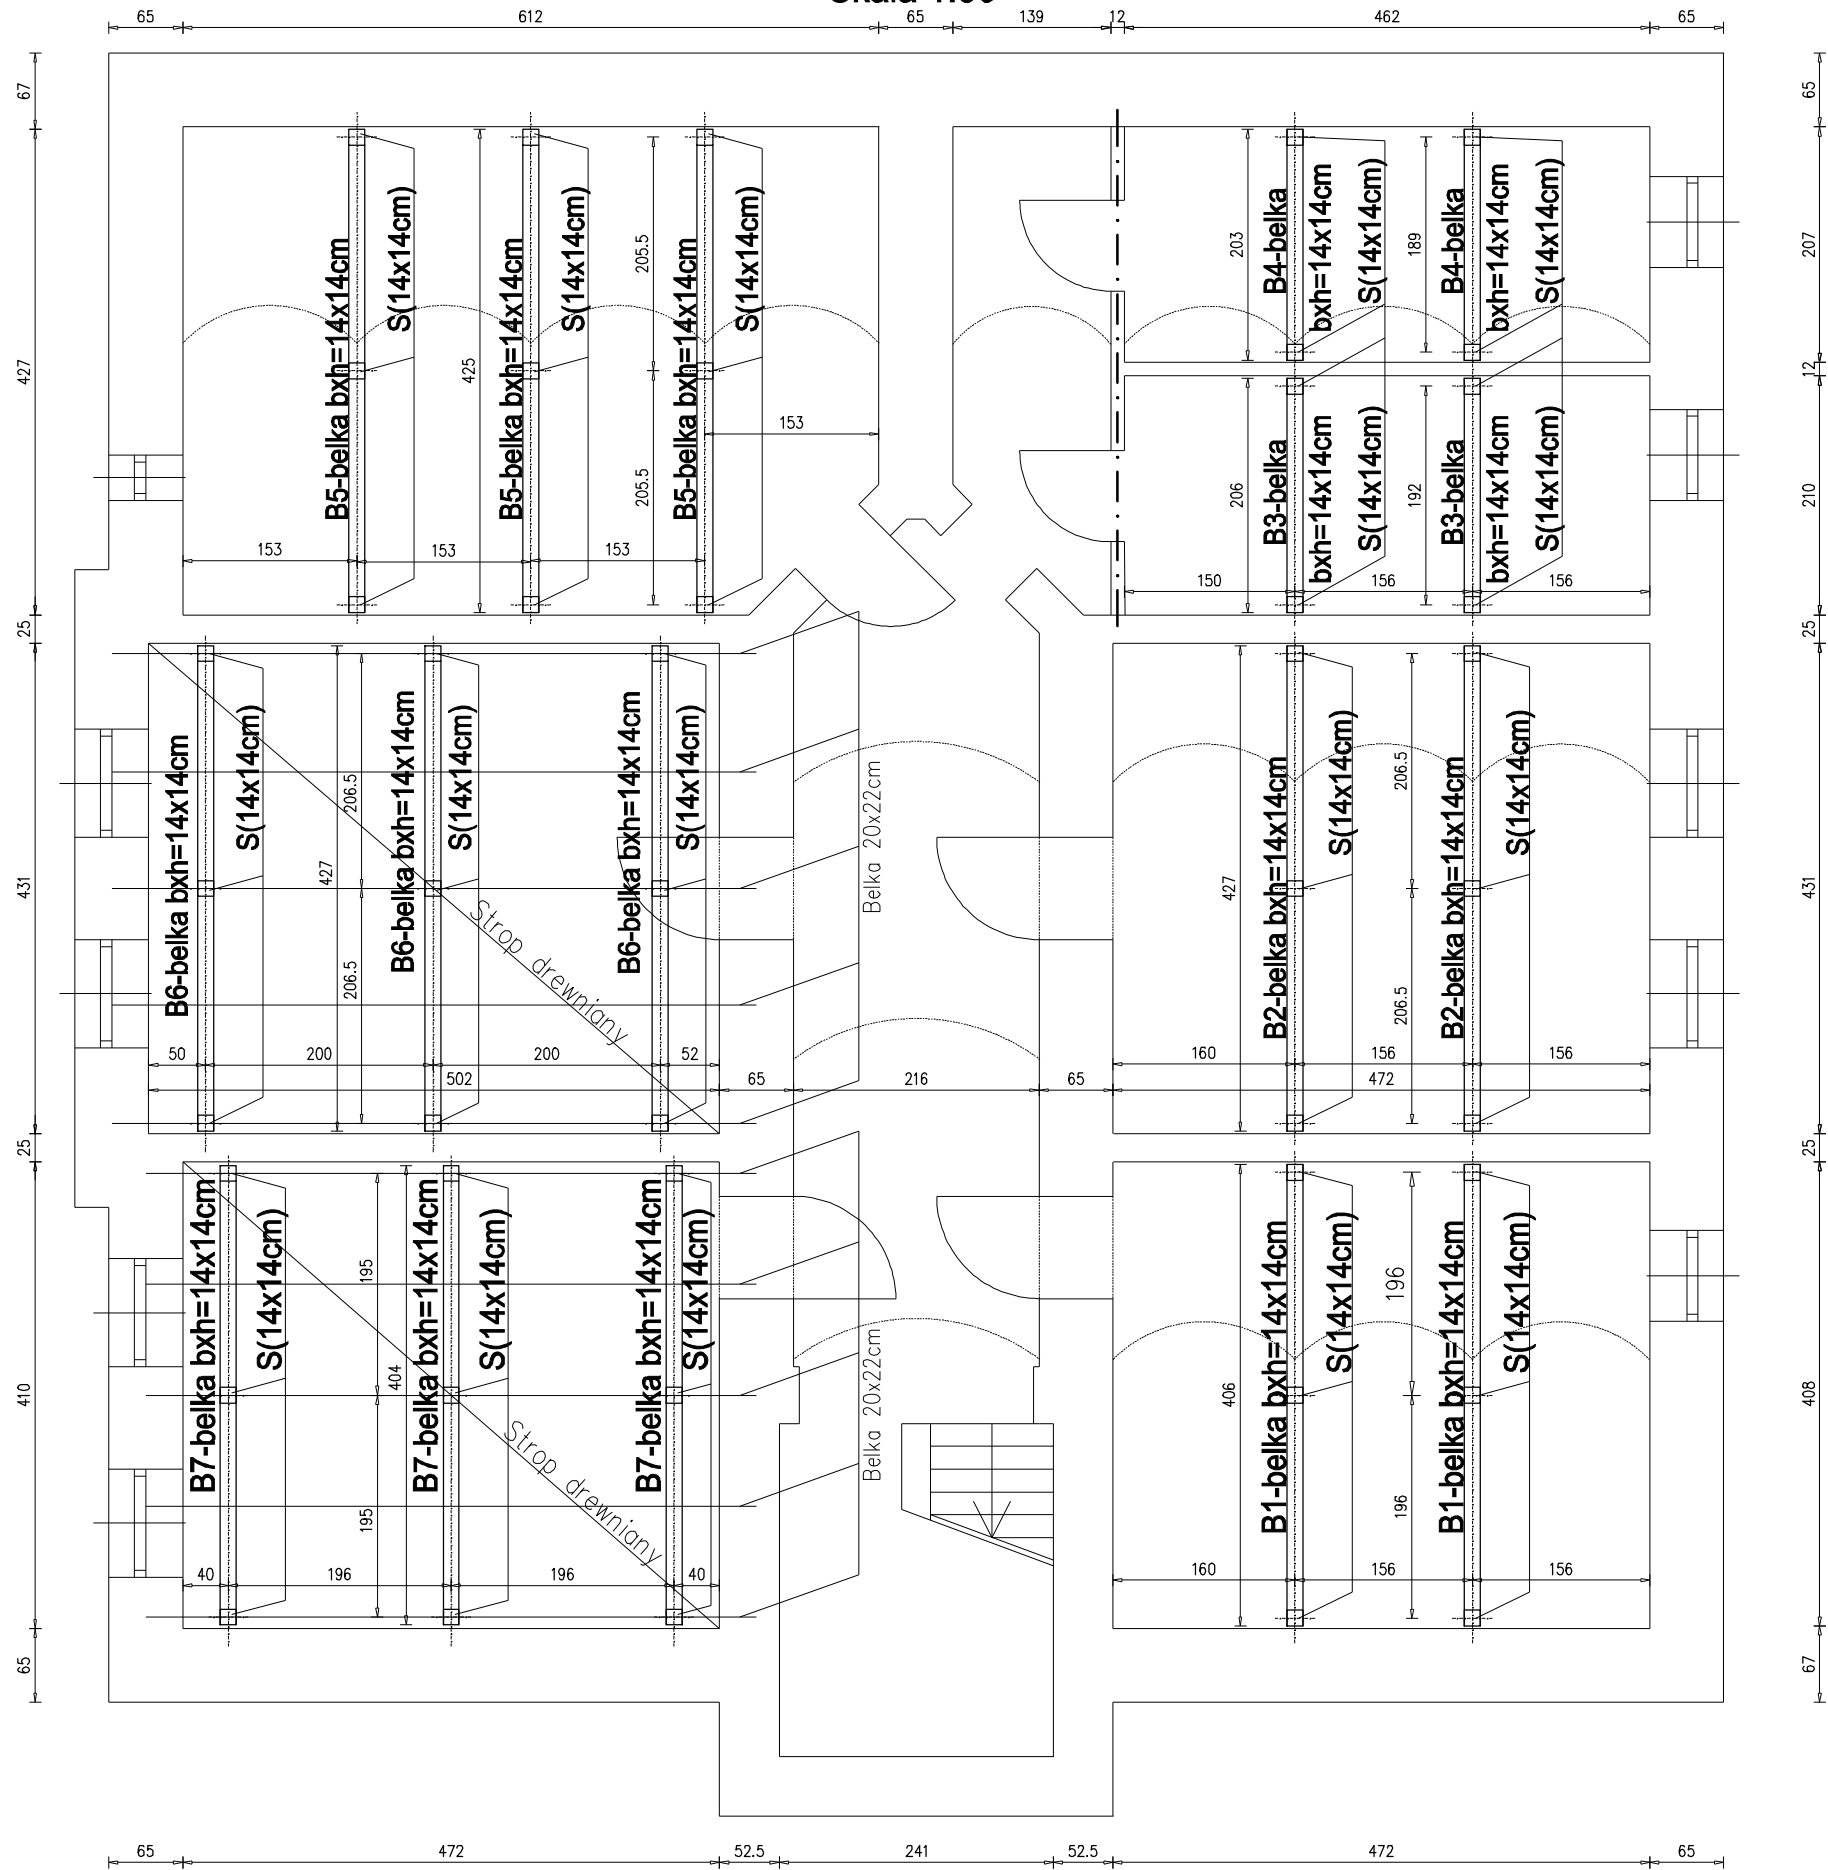 65
612
65
139
12
462
65
67
427
25
431
25
410
65
65
207
12
210
25
431
25
408
67
B5-belka bxh=14x14cm
S(14x14cm)
B5-belka bxh=14x14cm
S(14x14cm)
B5-belka bxh=14x14cm
S(14x14cm)
425
205.5
205.5
153
153
153
153
203
B4-belka
bxh=14x14cm
S(14x14cm)
189
B4-belka
bxh=14x14cm
S(14x14cm)
206
B3-belka
bxh=14x14cm
S(14x14cm)
192
B3-belka
bxh=14x14cm
S(14x14cm)
150
156
156
B6-belka bxh=14x14cm
S(14x14cm)
427
206.5
206.5
B6-belka bxh=14x14cm
S(14x14cm)
B6-belka bxh=14x14cm
S(14x14cm)
Strop drewniany
50
200
200
52
502
65
216
65
472
Belka 20x22cm
427
B2-belka bxh=14x14cm
S(14x14cm)
206.5
206.5
B2-belka bxh=14x14cm
S(14x14cm)
160
156
156
B7-belka bxh=14x14cm
S(14x14cm)
195
195
404
B7-belka bxh=14x14cm
S(14x14cm)
B7-belka bxh=14x14cm
S(14x14cm)
Strop drewniany
40
196
196
40
Belka 20x22cm
406
B1-belka bxh=14x14cm
S(14x14cm)
196
196
B1-belka bxh=14x14cm
S(14x14cm)
160
156
156
65
472
52.5
241
52.5
472
65